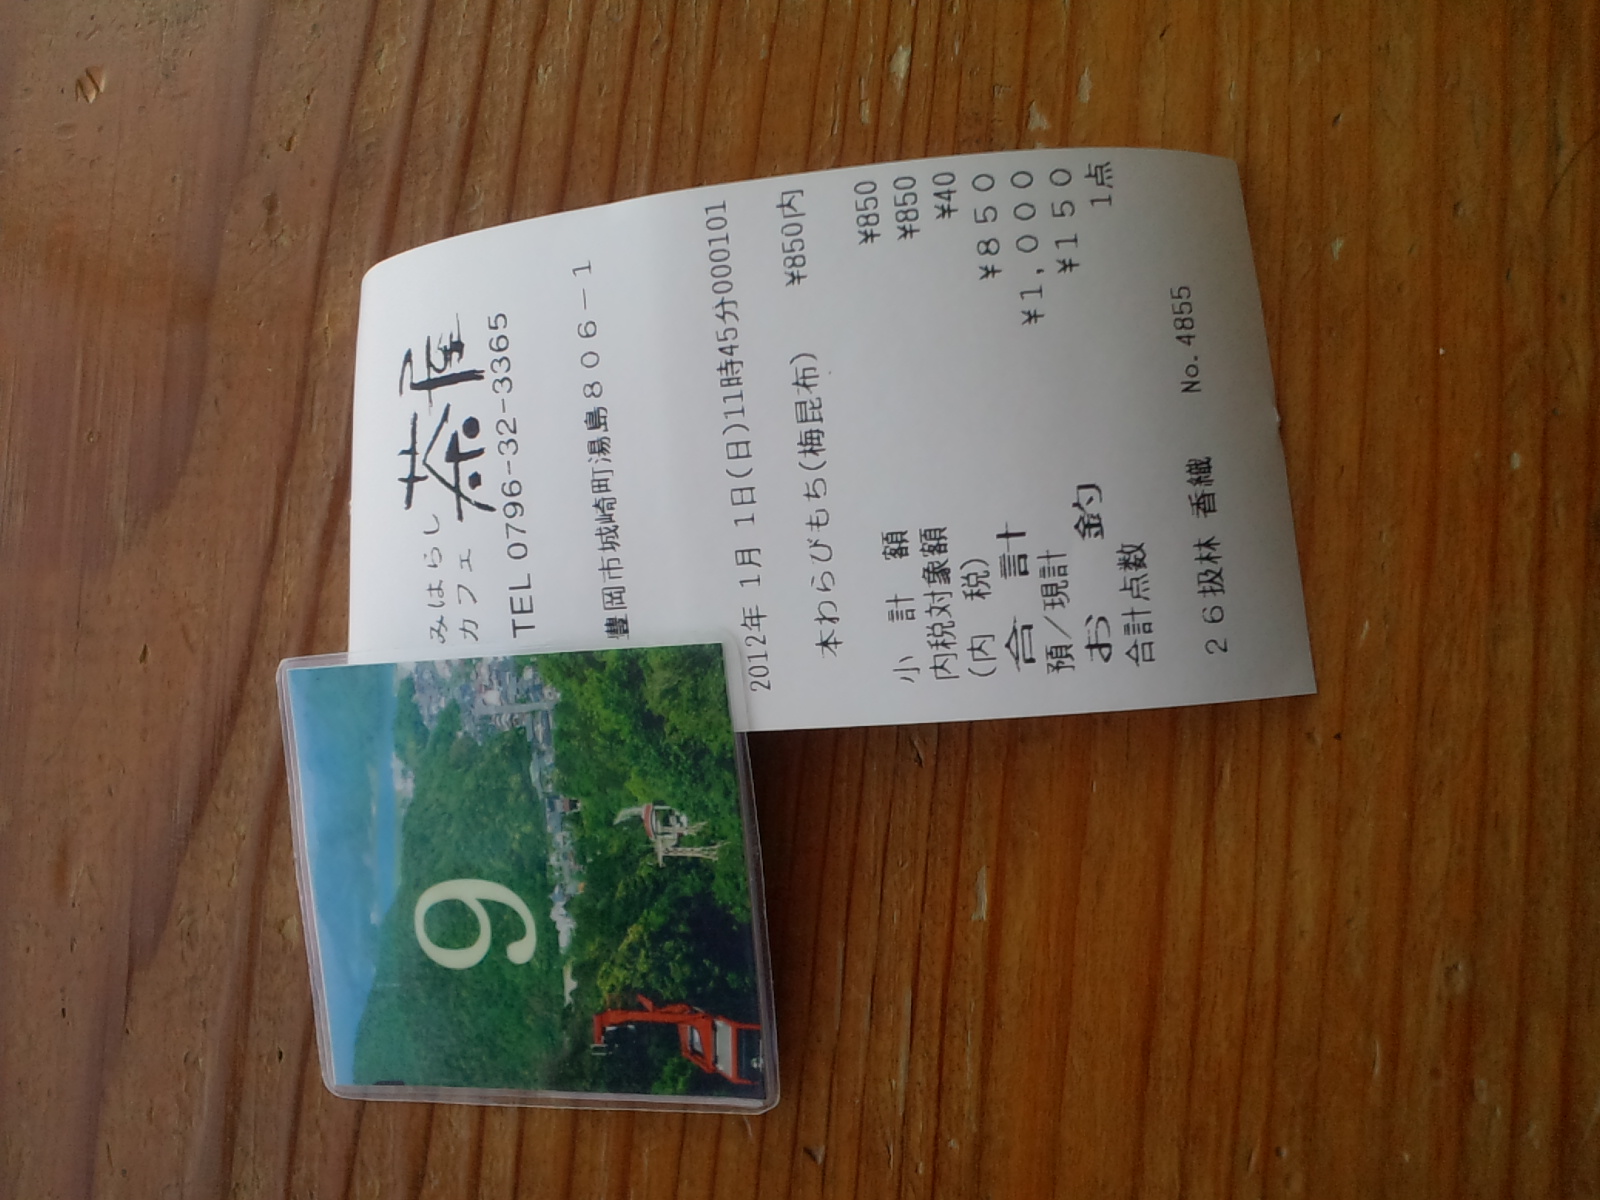 みはらし
カフェ
茶屋
TEL 0796-32-3365
豊岡市城崎町湯島806-1
2012年 1月 1日(日)11時45分000101
本わらびもち(梅昆布) ¥850内
小計額 ¥850
内税対象額 ¥850
(内税) ¥40
合計 ¥850
預/現計 ¥1,000
お釣 ¥150
合計点数 1点
26扱林 香織 No.4855
9